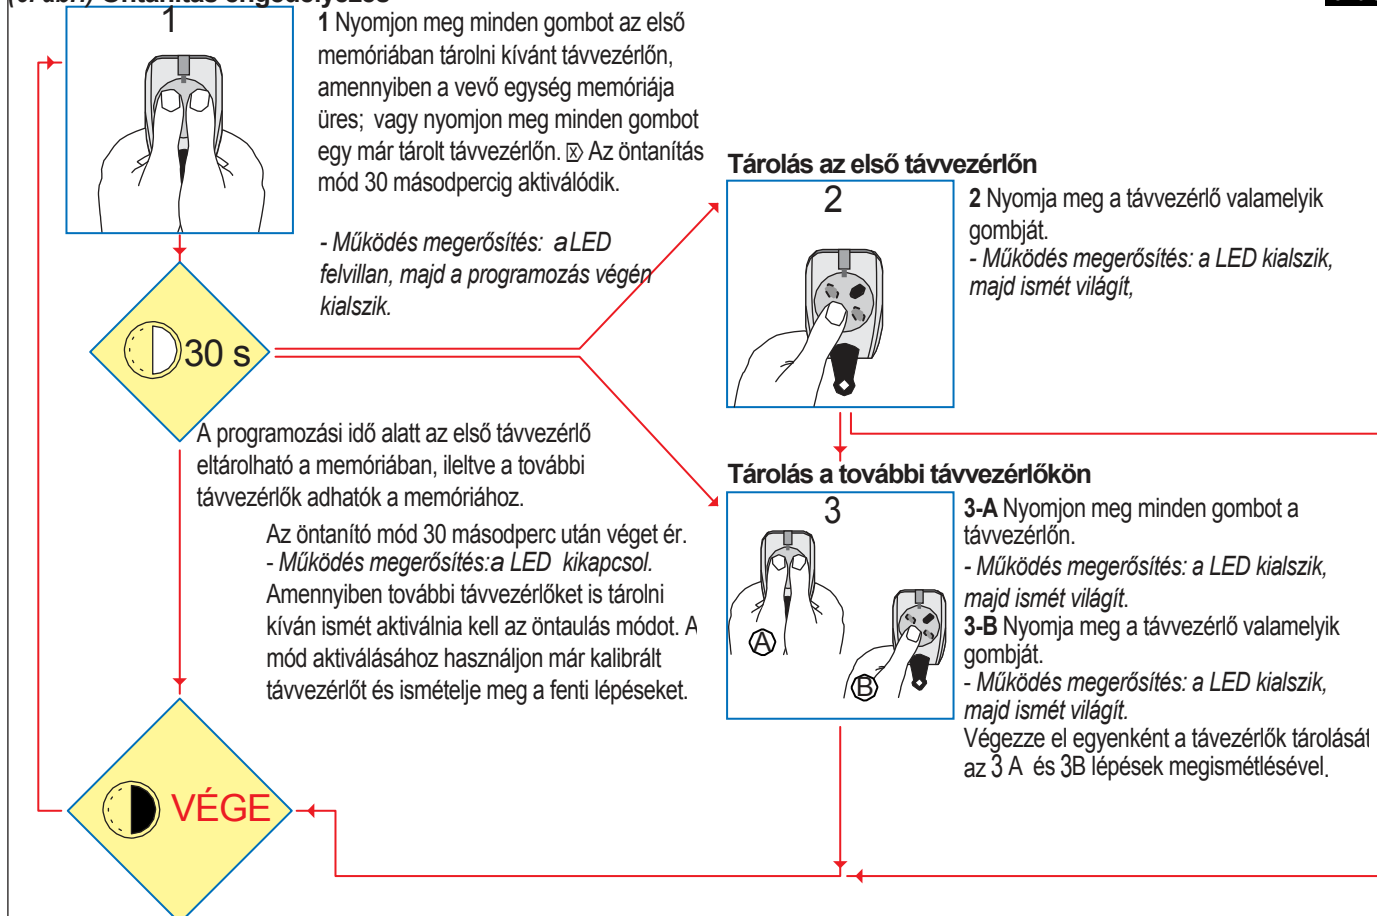 Öntanítás engedélyezés
1
1 Nyomjon meg minden gombot az első
memóriában tárolni kívánt távvezérlőn,
amennyiben a vevő egység memóriája
üres; vagy nyomjon meg minden gombot
egy már tárolt távvezérlőn. Az öntanítás
mód 30 másodpercig aktiválódik.
- Működés megerősítés: a LED
felvillan, majd a programozás végén
kialszik.
30 s
A programozási idő alatt az első távvezérlő
eltárolható a memóriában, ileltve a további
távvezérlők adhatók a memóriához.
Az öntanító mód 30 másodperc után véget ér.
- Működés megerősítés:a LED kikapcsol.
Amennyiben további távvezérlőket is tárolni
kíván ismét aktiválnia kell az öntaulás módot. A
mód aktiválásához használjon már kalibrált
távvezérlőt és ismételje meg a fenti lépéseket.
VÉGE
Tárolás az első távvezérlőn
2
2 Nyomja meg a távvezérlő valamelyik
gombját.
- Működés megerősítés: a LED kialszik,
majd ismét világít,
Tárolás a további távvezérlőkön
3
A
B
3-A Nyomjon meg minden gombot a
távvezérlőn.
- Működés megerősítés: a LED kialszik,
majd ismét világít.
3-B Nyomja meg a távvezérlő valamelyik
gombját.
- Működés megerősítés: a LED kialszik,
majd ismét világít.
Végezze el egyenként a távezérlők tárolását
az 3 A és 3B lépések megismétlésével.